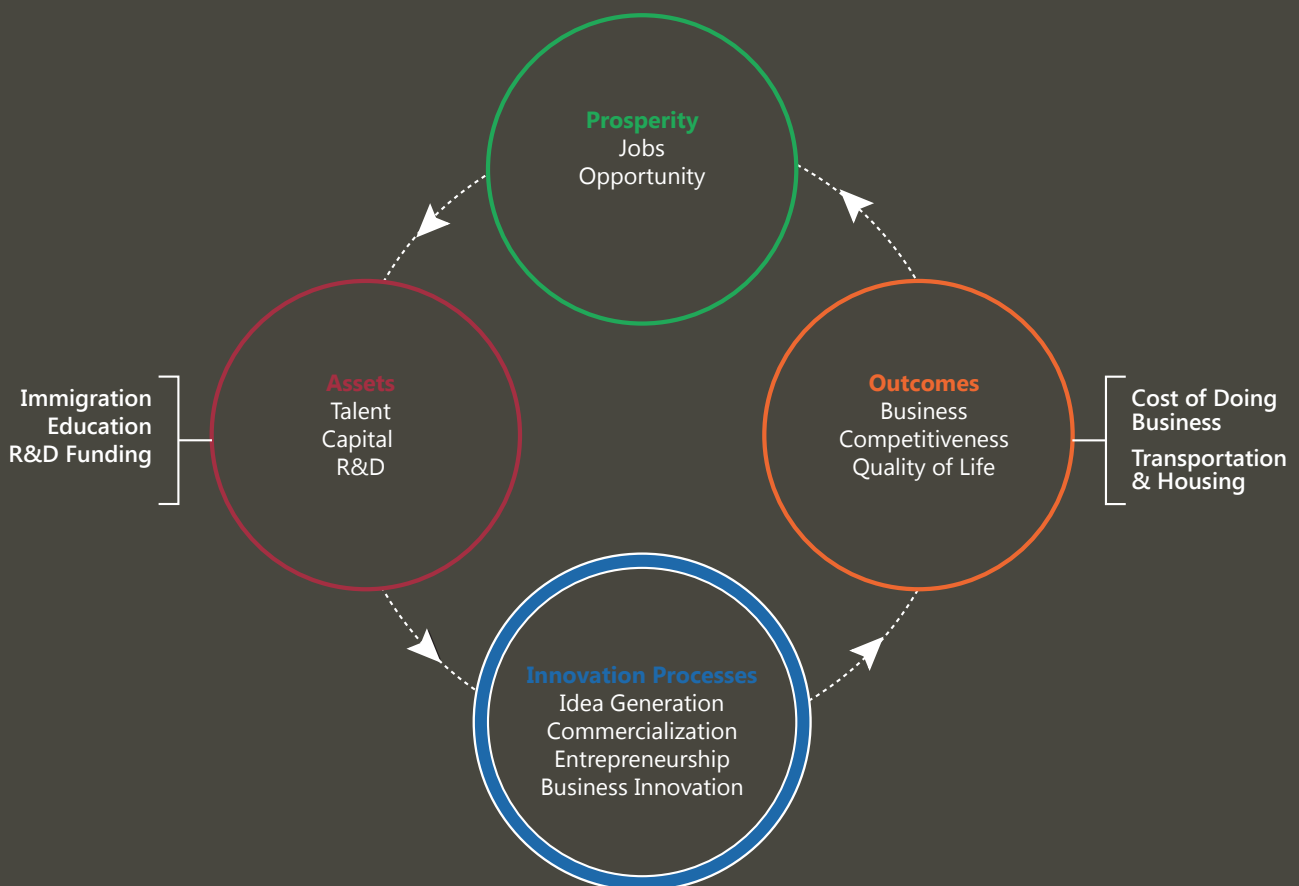 Prosperity
Jobs
Opportunity
Immigration
Education
R&D Funding
Assets
Talent
Capital
R&D
Outcomes
Business
Competitiveness
Quality of Life
Cost of Doing
Business
Transportation
& Housing
Innovation Processes
Idea Generation
Commercialization
Entrepreneurship
Business Innovation